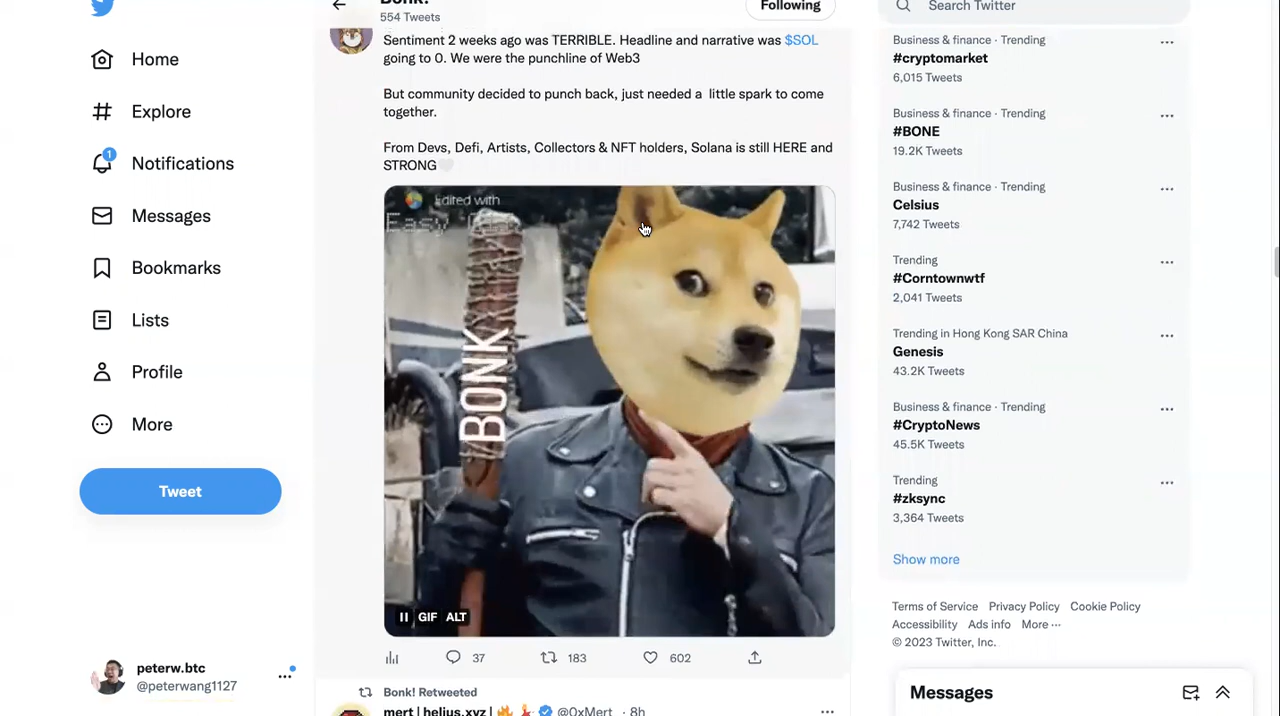 Home
Explore
1
Notifications
Messages
Bookmarks
Lists
Profile
More
Tweet
peterw.btc
@peterwang1127
Bonk!
554 Tweets
Following
Sentiment 2 weeks ago was TERRIBLE. Headline and narrative was $SOL
going to 0. We were the punchline of Web3
But community decided to punch back, just needed a little spark to come
together.
From Devs, Defi, Artists, Collectors & NFT holders, Solana is still HERE and
STRONG
Edited with
BONK
GIF ALT
37 183 602
Bonk! Retweeted
mert | helius.xyz | @0xMert · 8h
Search Twitter
Business & finance · Trending
#cryptomarket
6,015 Tweets
Business & finance · Trending
#BONE
19.2K Tweets
Business & finance · Trending
Celsius
7,742 Tweets
Trending
#Corntownwtf
2,041 Tweets
Trending in Hong Kong SAR China
Genesis
43.2K Tweets
Business & finance · Trending
#CryptoNews
45.5K Tweets
Trending
#zksync
3,364 Tweets
Show more
Terms of Service Privacy Policy Cookie Policy
Accessibility Ads info More ···
© 2023 Twitter, Inc.
Messages